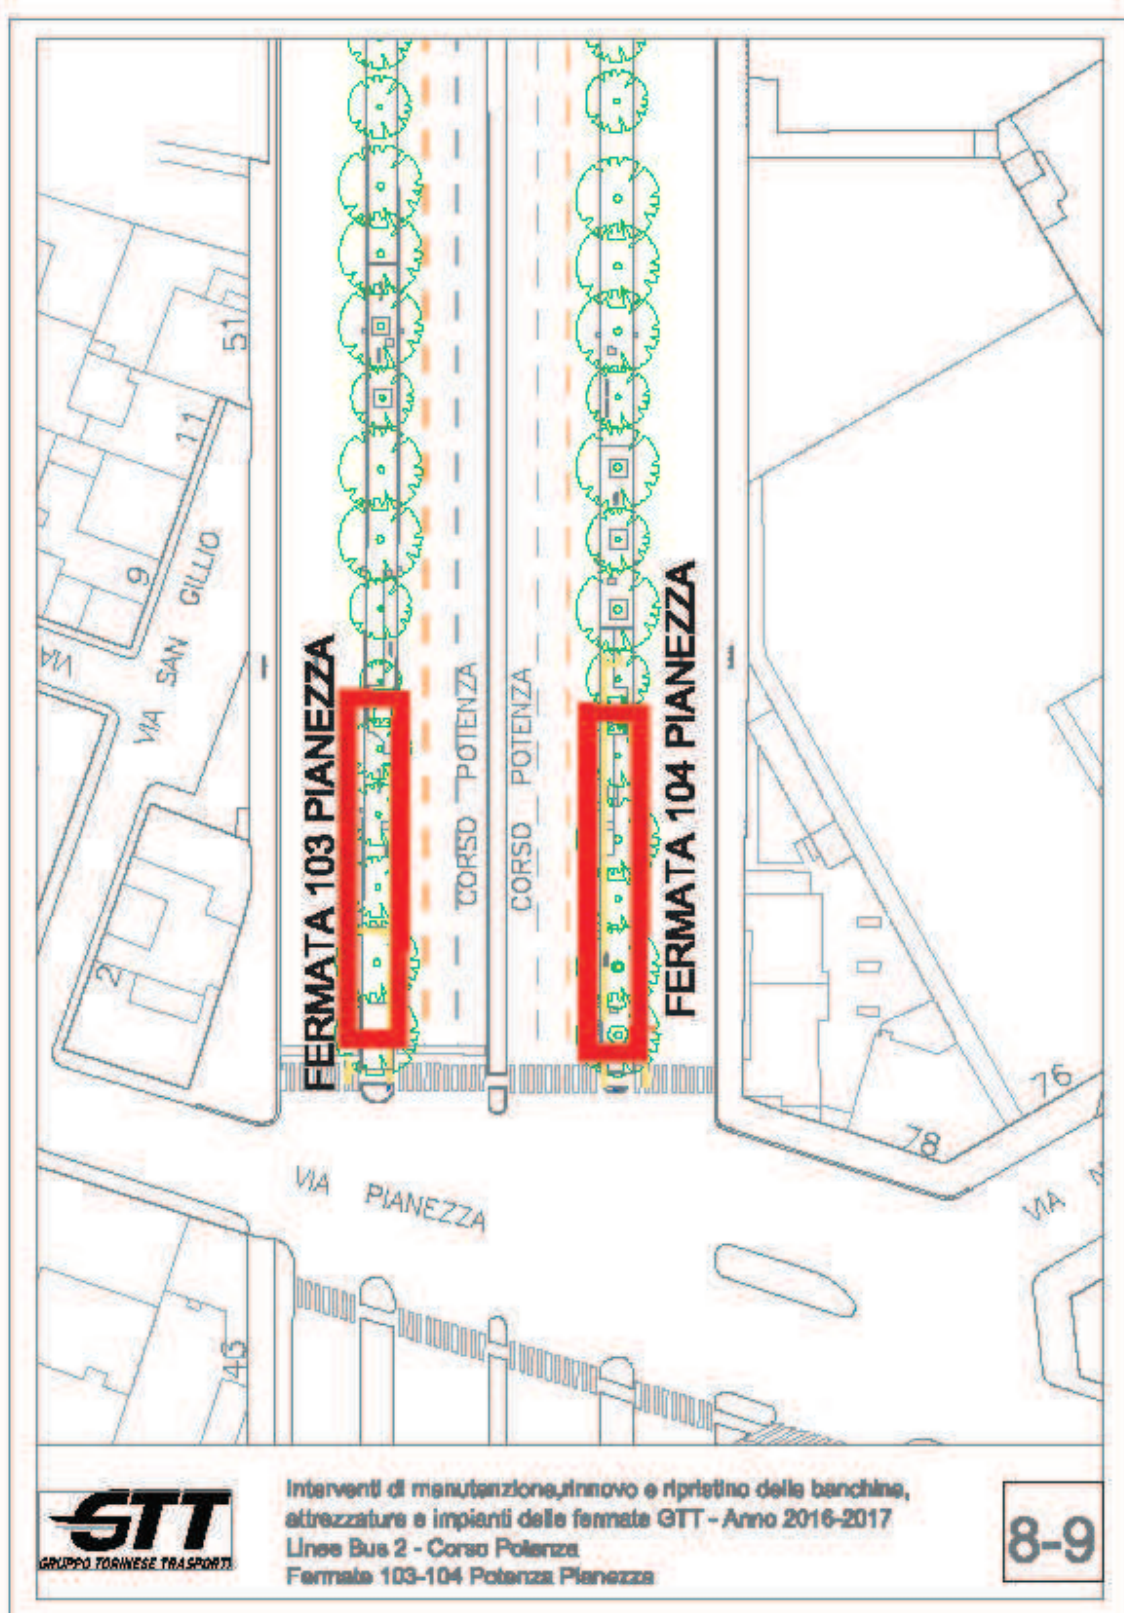 51
11
9
VIA SAN GILLIO
VIA
FERMATA 103 PIANEZZA
CORSO POTENZA
CORSO POTENZA
FERMATA 104 PIANEZZA
2
76
78
VIA PIANEZZA
VIA
43
GTT
GRUPPO TORINESE TRASPORTI
Interventi di manutenzione,rinnovo e ripristino delle banchine,
attrezzature e impianti delle fermate GTT - Anno 2016-2017
Linee Bus 2 - Corso Potenza
Fermate 103-104 Potenza Pianezza
8-9